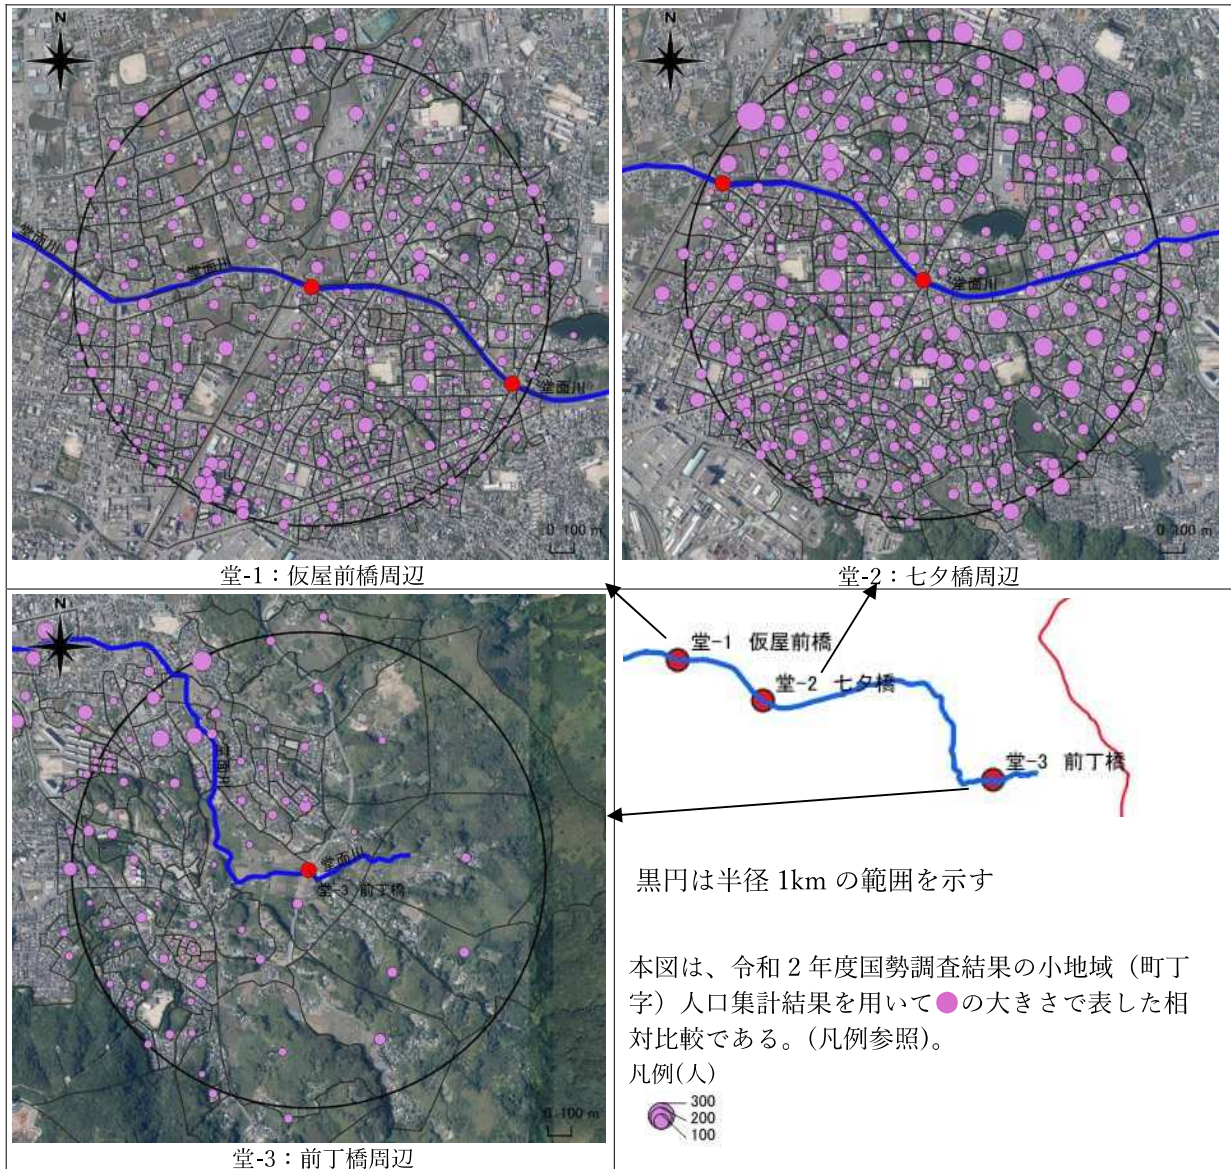 N
堂面川
堂面川
堂面川
0 100 m
堂-1：仮屋前橋周辺
N
堂面川
0 100 m
堂-2：七夕橋周辺
N
堂面川
堂面川
堂-3 前丁橋
0 100 m
堂-3：前丁橋周辺
堂-1 仮屋前橋
堂-2 七夕橋
堂-3 前丁橋
黒円は半径 1km の範囲を示す
本図は、令和 2 年度国勢調査結果の小地域（町丁
字）人口集計結果を用いて●の大きさで表した相
対比較である。（凡例参照）。
凡例(人)
300
200
100